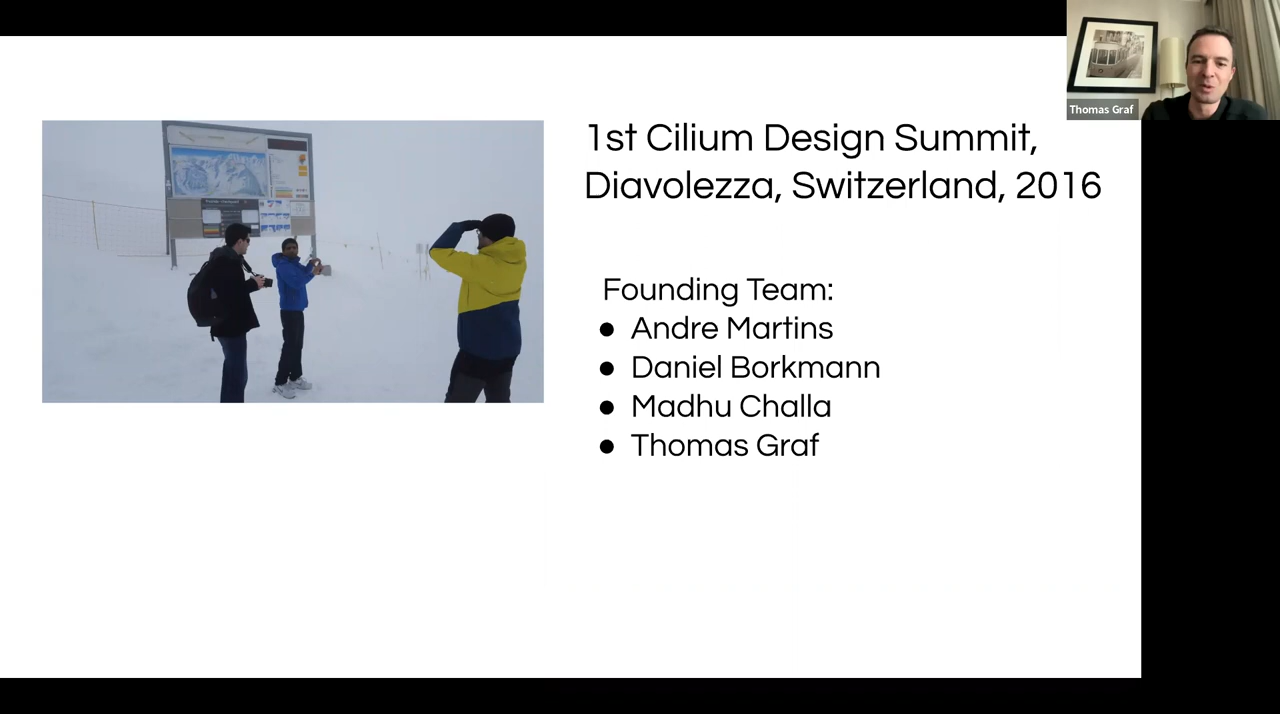 1st Cilium Design Summit,
Diavolezza, Switzerland, 2016
Founding Team:
● Andre Martins
● Daniel Borkmann
● Madhu Challa
● Thomas Graf
Thomas Graf